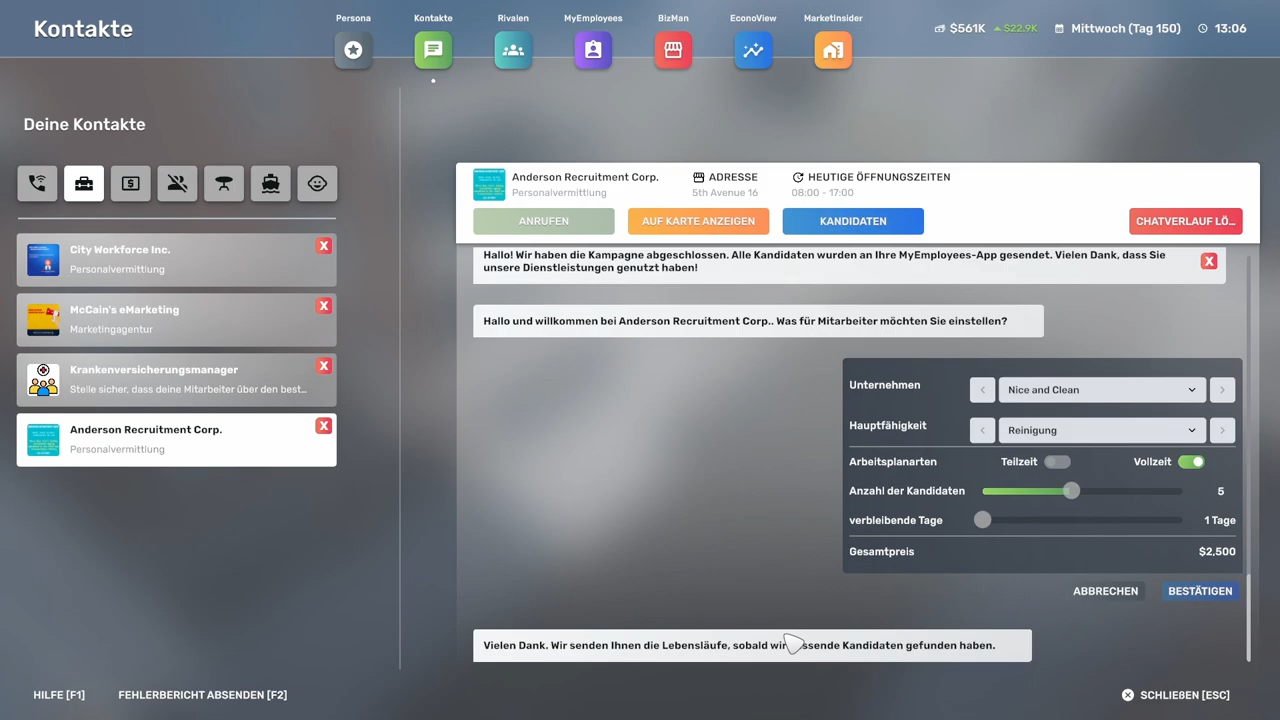 Kontakte
Persona
Kontakte
Rivalen
MyEmployees
BizMan
EconoView
MarketInsider
$561K
$22.9K
Mittwoch (Tag 150)
13:06
Deine Kontakte
City Workforce Inc.
Personalvermittlung
X
McCain's eMarketing
Marketingagentur
X
Krankenversicherungsmanager
Stelle sicher, dass deine Mitarbeiter über den best...
X
Anderson Recruitment Corp.
Personalvermittlung
X
Anderson Recruitment Corp.
Personalvermittlung
ADRESSE
5th Avenue 16
HEUTIGE ÖFFNUNGSZEITEN
08:00 - 17:00
ANRUFEN
AUF KARTE ANZEIGEN
KANDIDATEN
CHATVERLAUF LÖ...
Hallo! Wir haben die Kampagne abgeschlossen. Alle Kandidaten wurden an Ihre MyEmployees-App gesendet. Vielen Dank, dass Sie
unsere Dienstleistungen genutzt haben!
X
Hallo und willkommen bei Anderson Recruitment Corp.. Was für Mitarbeiter möchten Sie einstellen?
Unternehmen
Nice and Clean
Hauptfähigkeit
Reinigung
Arbeitsplanarten
Teilzeit
Vollzeit
Anzahl der Kandidaten
5
verbleibende Tage
1 Tage
Gesamtpreis
$2,500
ABBRECHEN
BESTÄTIGEN
Vielen Dank. Wir senden Ihnen die Lebensläufe, sobald wir Kandidaten gefunden haben.
HILFE [F1]
FEHLERBERICHT ABSENDEN [F2]
SCHLIEẞEN [ESC]